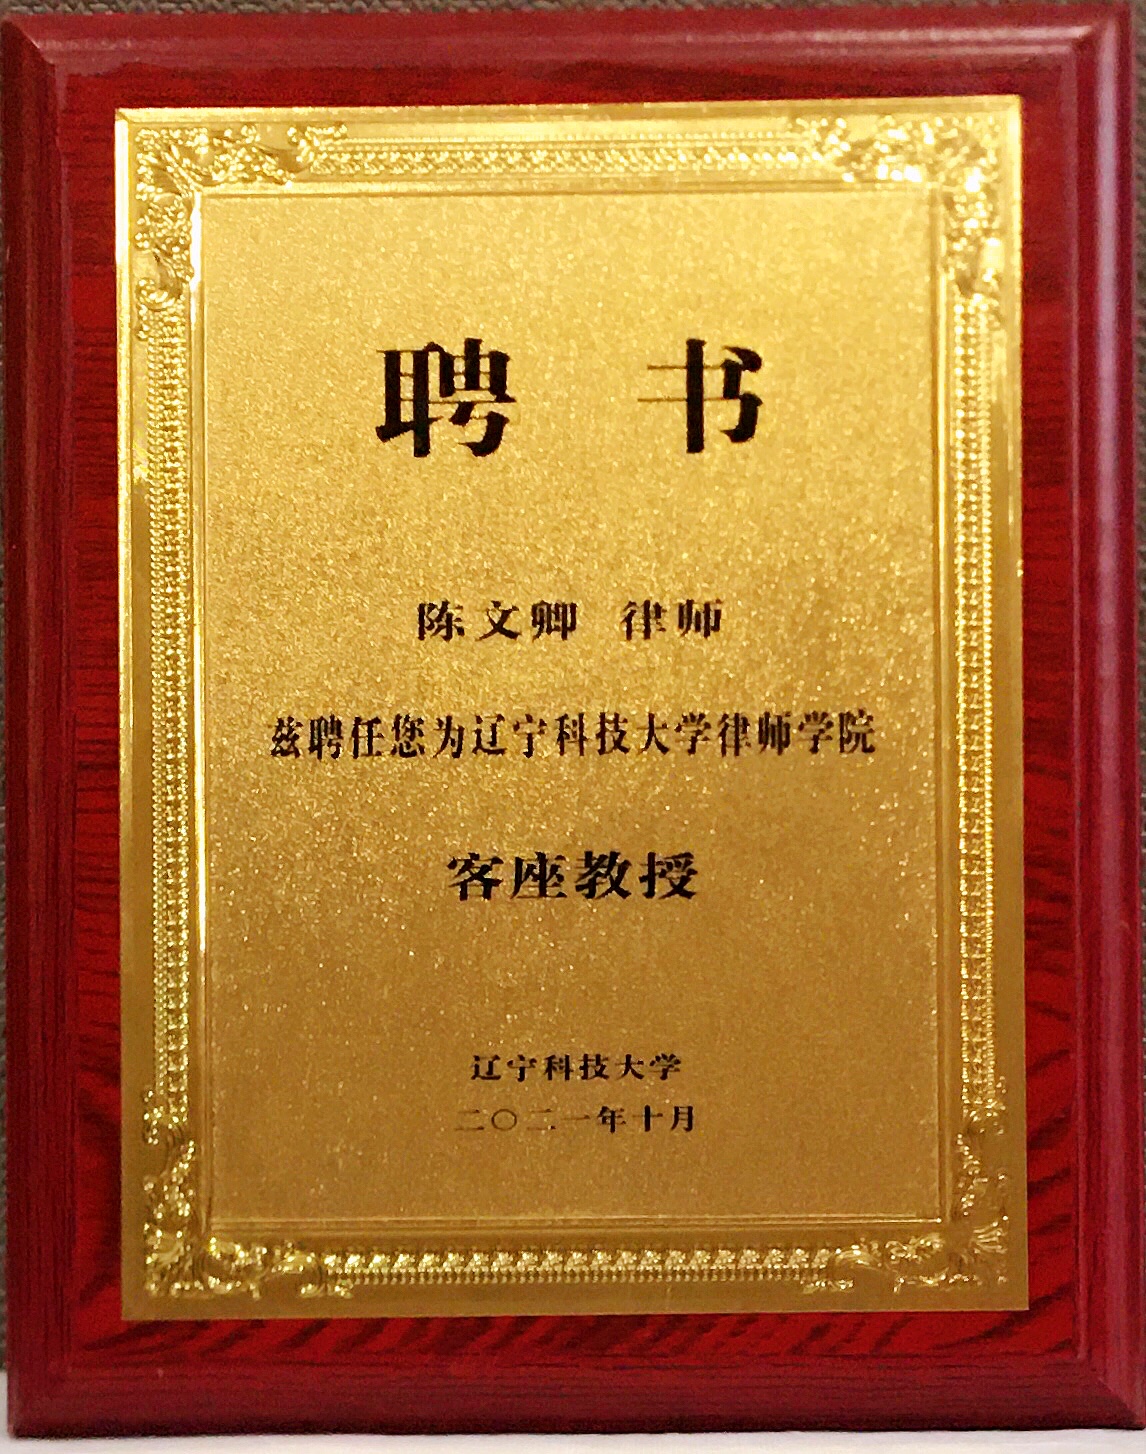 聘 书
陈文卿 律师
兹聘任您为辽宁科技大学律师学院
客座教授
辽宁科技大学
二〇二一年十月